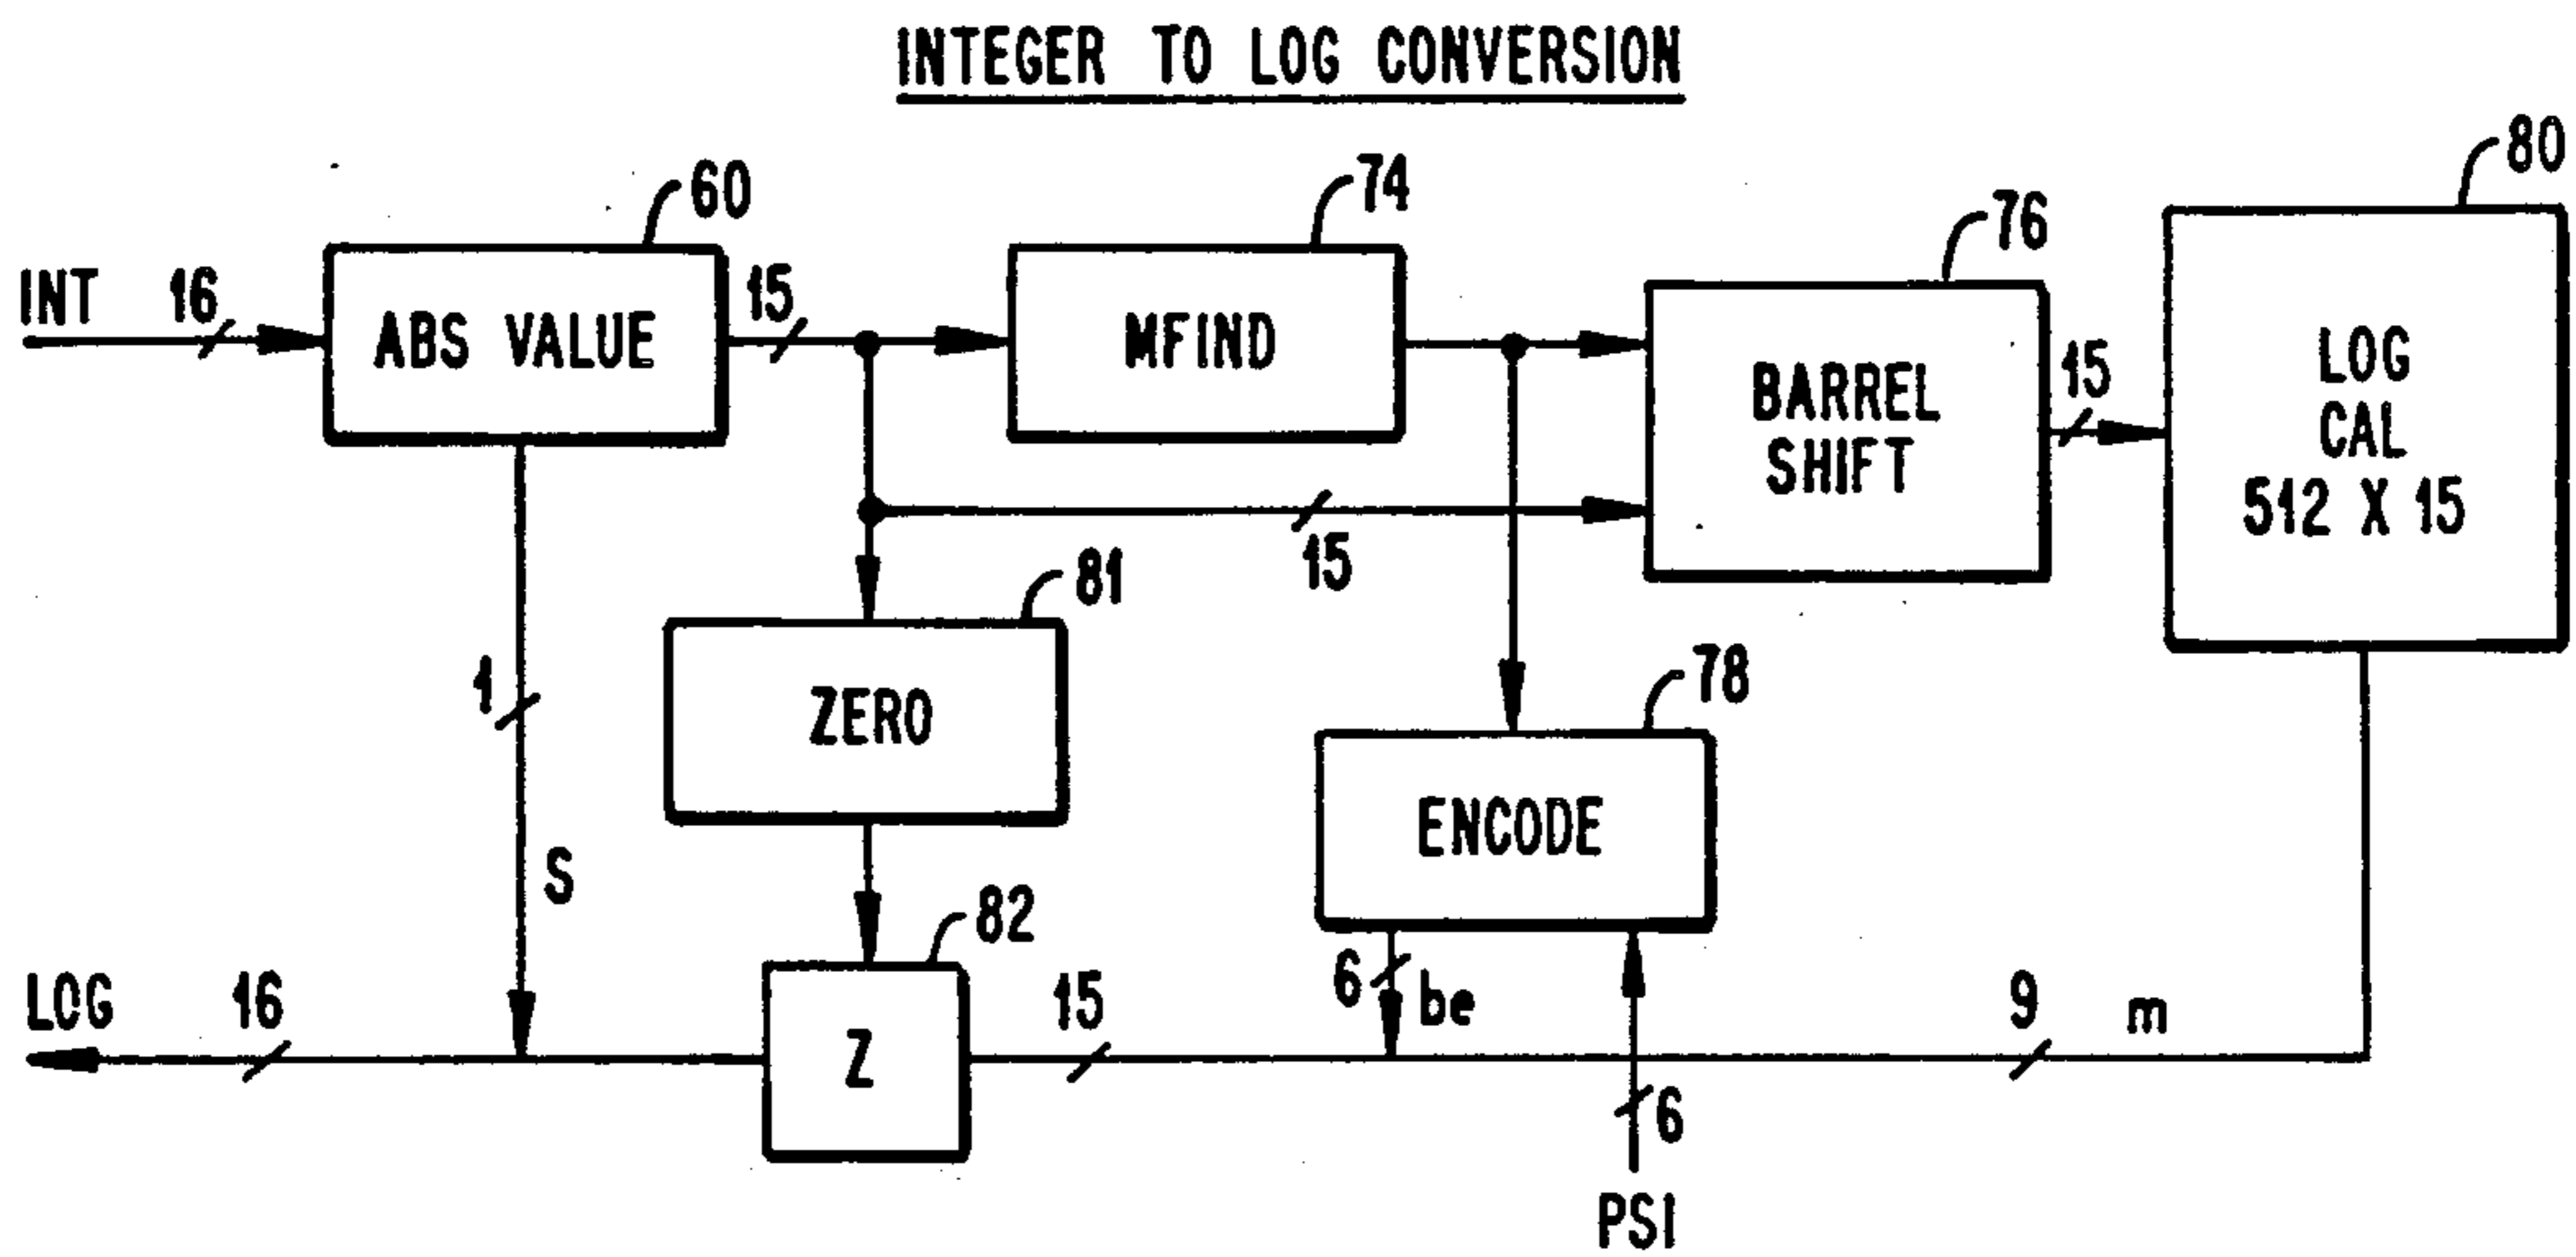 INTEGER TO LOG CONVERSION
80
74
60
76
INT
16
ABS VALUE
15
MFIND
BARREL
SHIFT
15
LOG
CAL
512 X 15
15
81
ZERO
1
S
78
ENCODE
82
Z
LOG
16
15
6
be
9
m
6
PSI